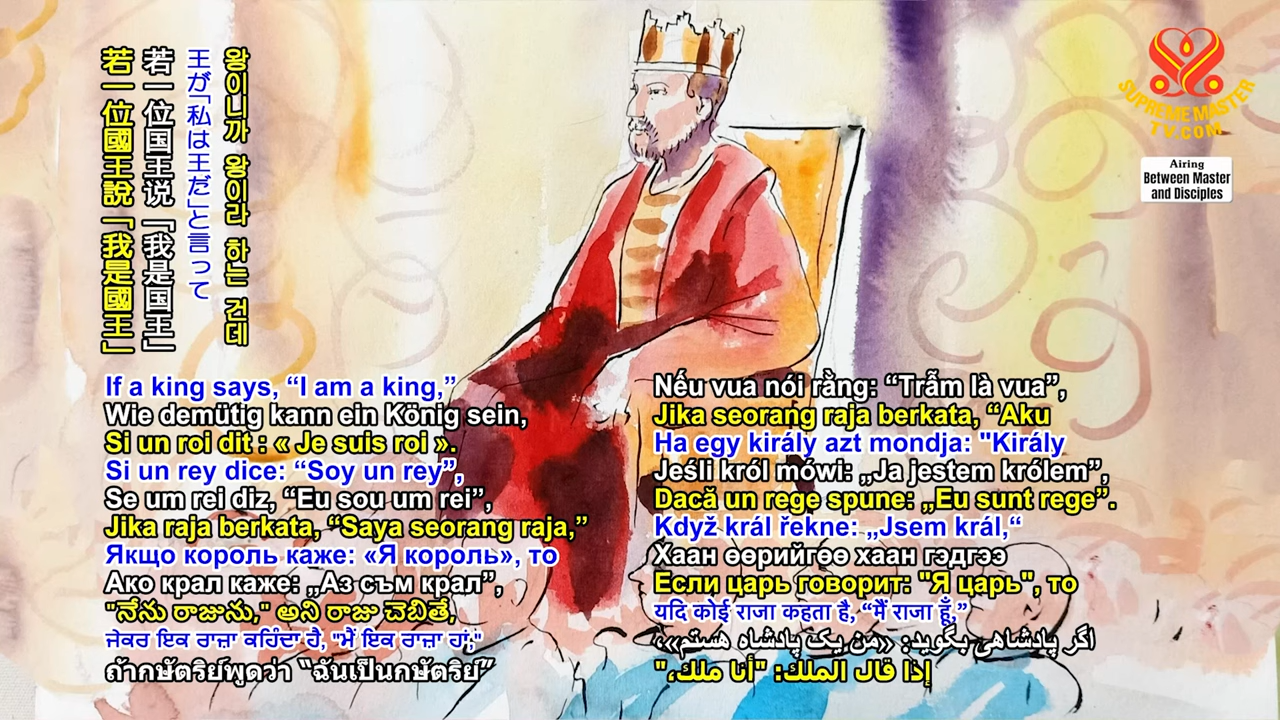 若一位國王說「我是國王」
若一位国王说「我是国王」
王が「私は王だ」と言って
왕이니까 왕이라 하는 건데
SUPREME MASTER
TV.COM
Airing
Between Master
and Disciples
If a king says, “I am a king,”
Wie demütig kann ein König sein,
Si un roi dit : « Je suis roi ».
Si un rey dice: “Soy un rey”,
Se um rei diz, “Eu sou um rei”,
Jika raja berkata, “Saya seorang raja,”
Якщо король каже: «Я король», то
Ако крал каже: „Аз съм крал”,
"నేను రాజును," అని రాజు చెబితే,
ਜੇਕਰ ਇਕ ਰਾਜ਼ਾ ਕਹਿੰਦਾ ਹੈ, "ਮੈਂ ਇਕ ਰਾਜ਼ਾ ਹਾਂ,"
ถ้ากษัตริย์พูดว่า “ฉันเป็นกษัตริย์”
Nếu vua nói rằng: “Trẫm là vua”,
Jika seorang raja berkata, “Aku
Ha egy király azt mondja: "Király
Jeśli król mówi: „Ja jestem królem”,
Dacă un rege spune: „Eu sunt rege”.
Když král řekne: „Jsem král,“
Хаан өөрийгөө хаан гэдгээ
Если царь говорит: "Я царь", то
यदि कोई राजा कहता है, “मैं राजा हूँ,”
اگر پادشاهی بگوید: «من یک پادشاه هستم»،
إذا قال الملك: "أنا ملك،"